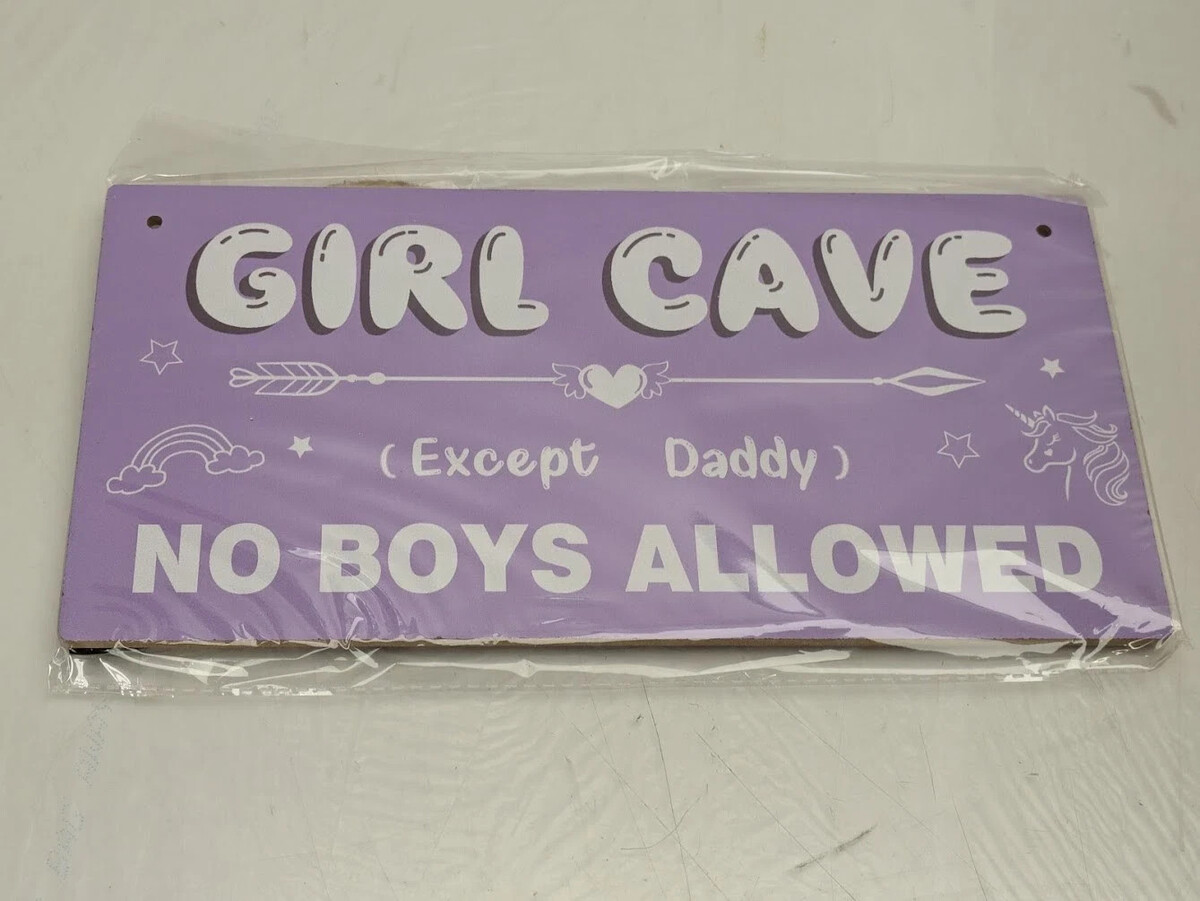 GIRL CAVE
(Except Daddy)
NO BOYS ALLOWED